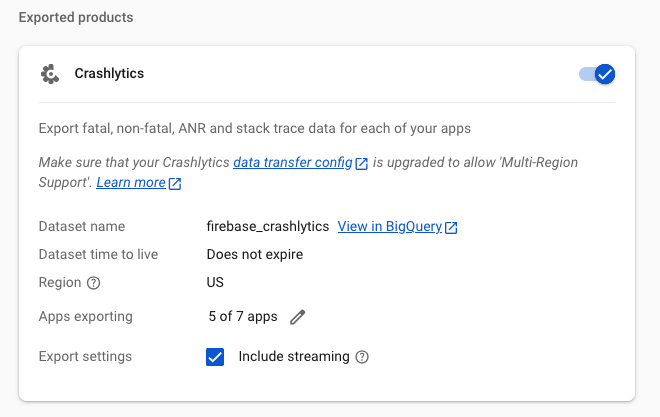 Exported products
Crashlytics
Export fatal, non-fatal, ANR and stack trace data for each of your apps
Make sure that your Crashlytics data transfer config is upgraded to allow 'Multi-Region
Support'. Learn more
Dataset name firebase_crashlytics View in BigQuery
Dataset time to live Does not expire
Region US
Apps exporting 5 of 7 apps
Export settings Include streaming